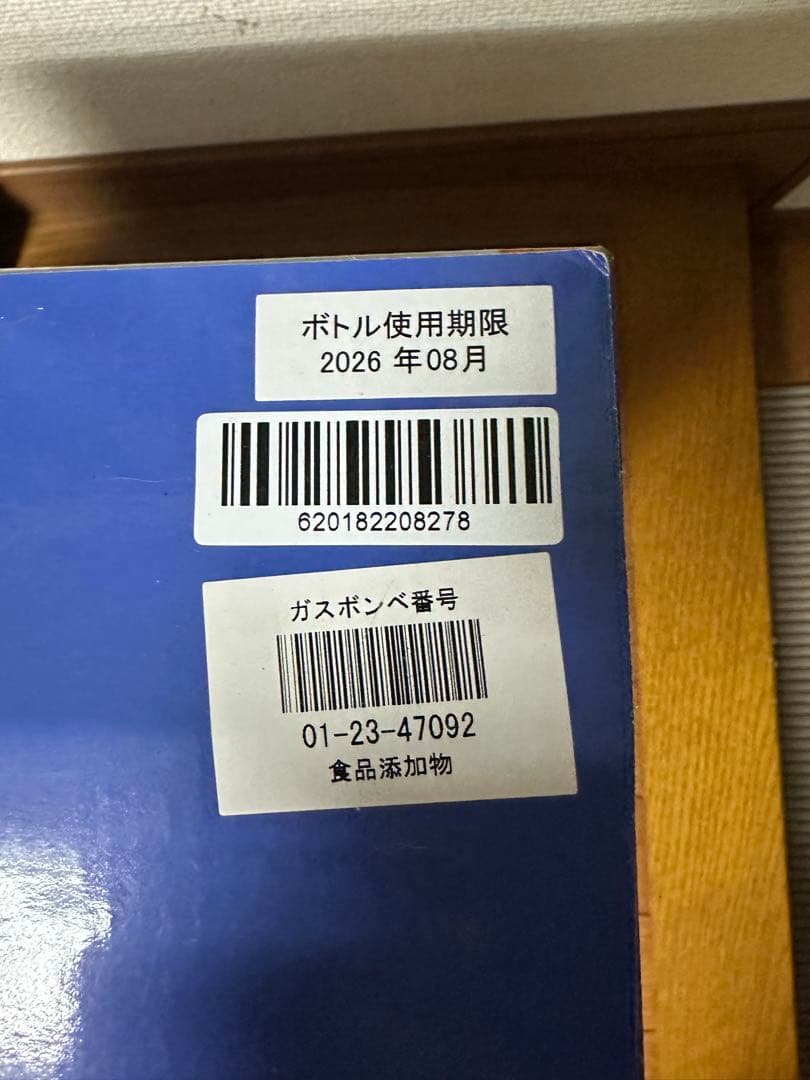 ボトル使用期限
2026 年08月
620182208278
ガスボンベ番号
01-23-47092
食品添加物